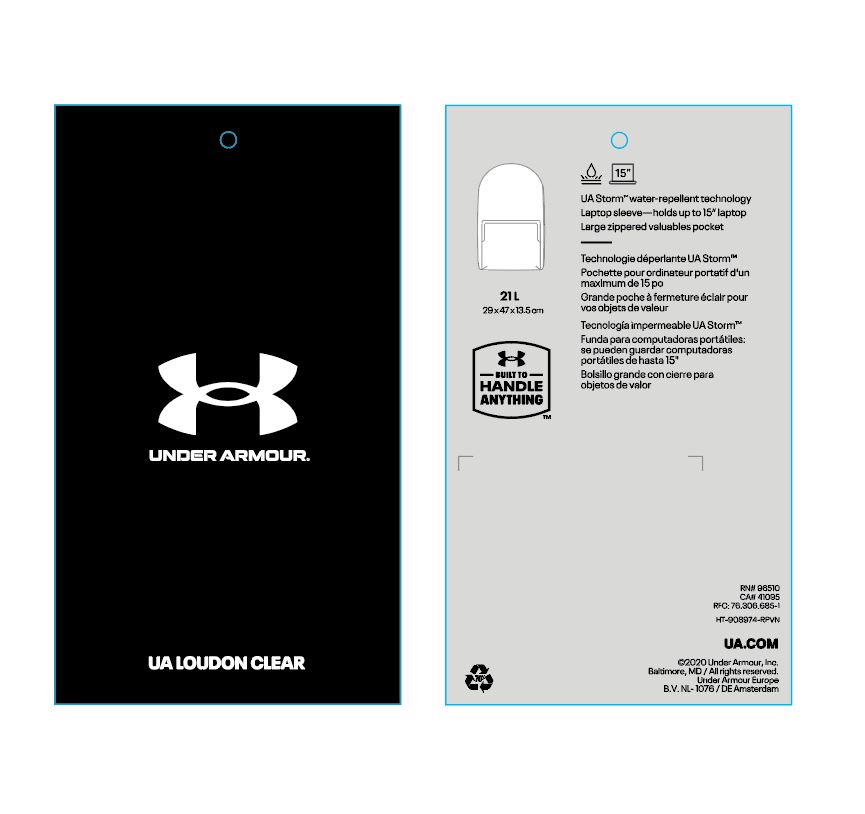 UNDER ARMOUR.
UA LOUDON CLEAR
15"
UA Storm™ water-repellent technology
Laptop sleeve—holds up to 15" laptop
Large zippered valuables pocket
Technologie déperlante UA Storm™
Pochette pour ordinateur portatif d'un
maximum de 15 po
Grande poche à fermeture éclair pour
vos objets de valeur
Tecnología impermeable UA Storm™
Funda para computadoras portátiles:
se pueden guardar computadoras
portátiles de hasta 15"
Bolsillo grande con cierre para
objetos de valor
21 L
29 x 47 x 13.5 cm
BUILT TO
HANDLE
ANYTHING
™
RN# 96510
CA# 41095
RFC: 76,306,685-1
HT-908974-RPVN
UA.COM
©2020 Under Armour, Inc.
Baltimore, MD / All rights reserved.
Under Armour Europe
B.V. NL- 1076 / DE Amsterdam